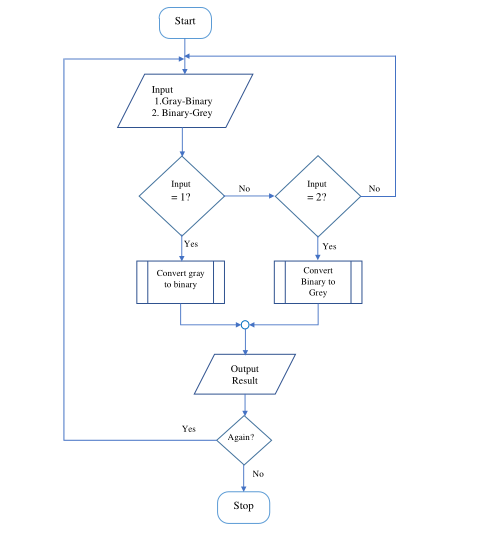 Start
Input
1.Gray-Binary
2. Binary-Grey
Input
= 1?
No
Input
= 2?
No
Yes
Yes
Convert gray
to binary
Convert
Binary to
Grey
Output
Result
Yes
Again?
No
Stop